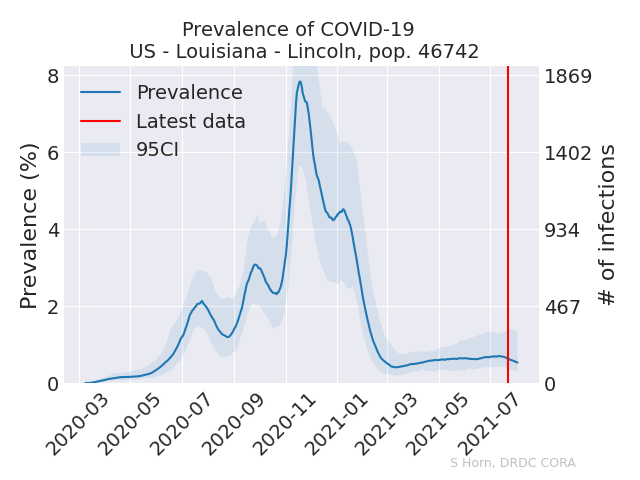 Prevalence of COVID-19
US - Louisiana - Lincoln, pop. 46742
Prevalence
Latest data
95CI
Prevalence (%)
8
6
4
2
0
1869
1402
934
467
0
# of infections
2020-03
2020-05
2020-07
2020-09
2020-11
2021-01
2021-03
2021-05
2021-07
S Horn, DRDC CORA